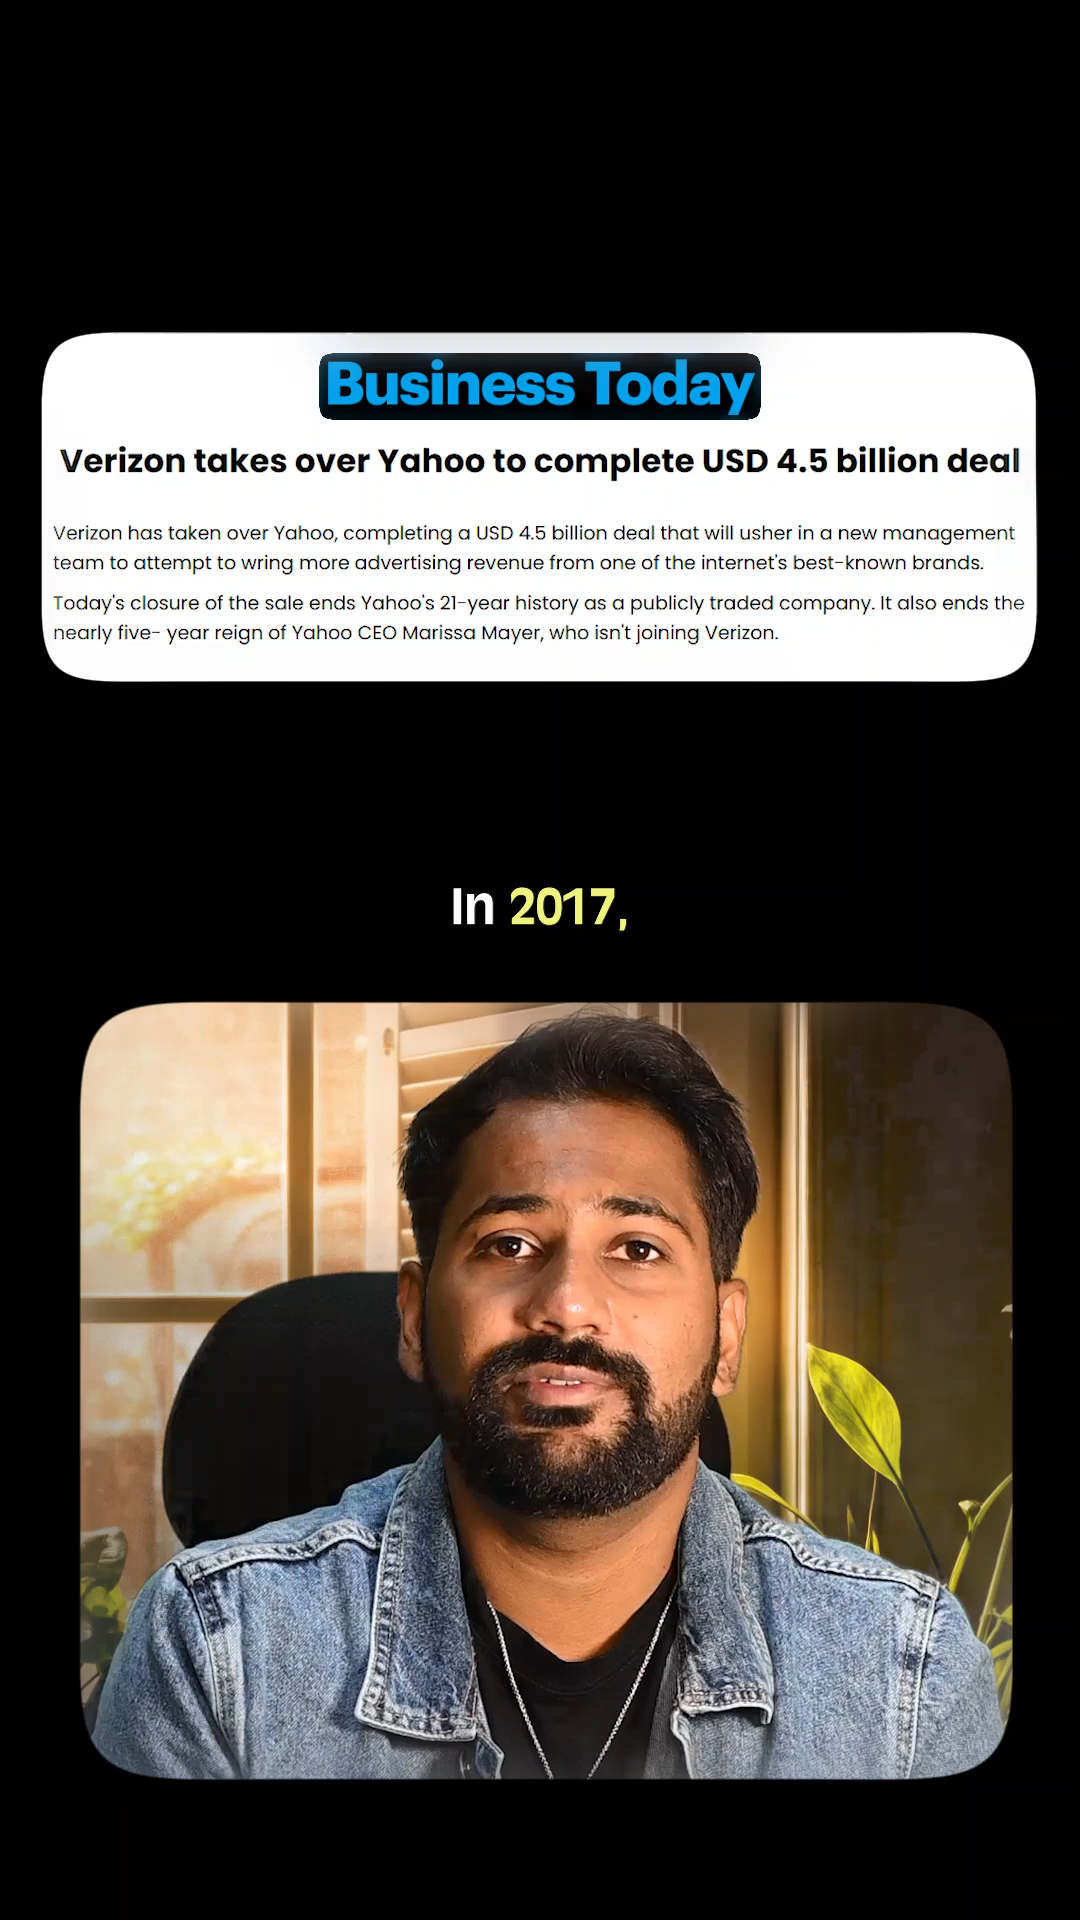 Business Today
Verizon takes over Yahoo to complete USD 4.5 billion deal
Verizon has taken over Yahoo, completing a USD 4.5 billion deal that will usher in a new management
team to attempt to wring more advertising revenue from one of the internet's best-known brands.
Today's closure of the sale ends Yahoo's 21-year history as a publicly traded company. It also ends the
nearly five- year reign of Yahoo CEO Marissa Mayer, who isn't joining Verizon.
In 2017,